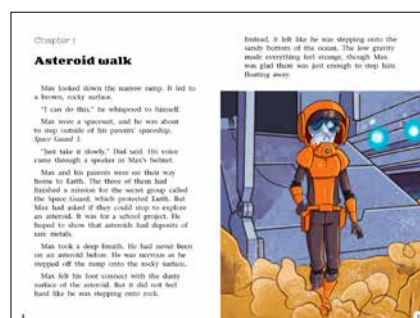 Chapter 1
Asteroid walk
Max looked down the narrow ramp. It led to
a brown, rocky surface.
"I can do this," he whispered to himself.
Max wore a spacesuit, and he was about
to step outside of his parents' spaceship,
Space Guard 1.
"Just take it slowly," Dad said. His voice
came through a speaker in Max's helmet.
Max and his parents were on their way
home to Earth. The three of them had
finished a mission for the secret group called
the Space Guard, which protected Earth. But
Max had asked if they could stop to explore
an asteroid. It was for a school project. He
hoped to show that asteroids had deposits of
rare metals.
Max took a deep breath. He had never been
on an asteroid before. He was nervous as he
stepped off the ramp onto the rocky surface.
Max felt his foot connect with the dusty
surface of the asteroid. But it did not feel
hard like he was stepping onto rock.
4
Instead, it felt like he was stepping onto the
sandy bottom of the ocean. The low gravity
made everything feel strange, though Max
was glad there was just enough to stop him
floating away.